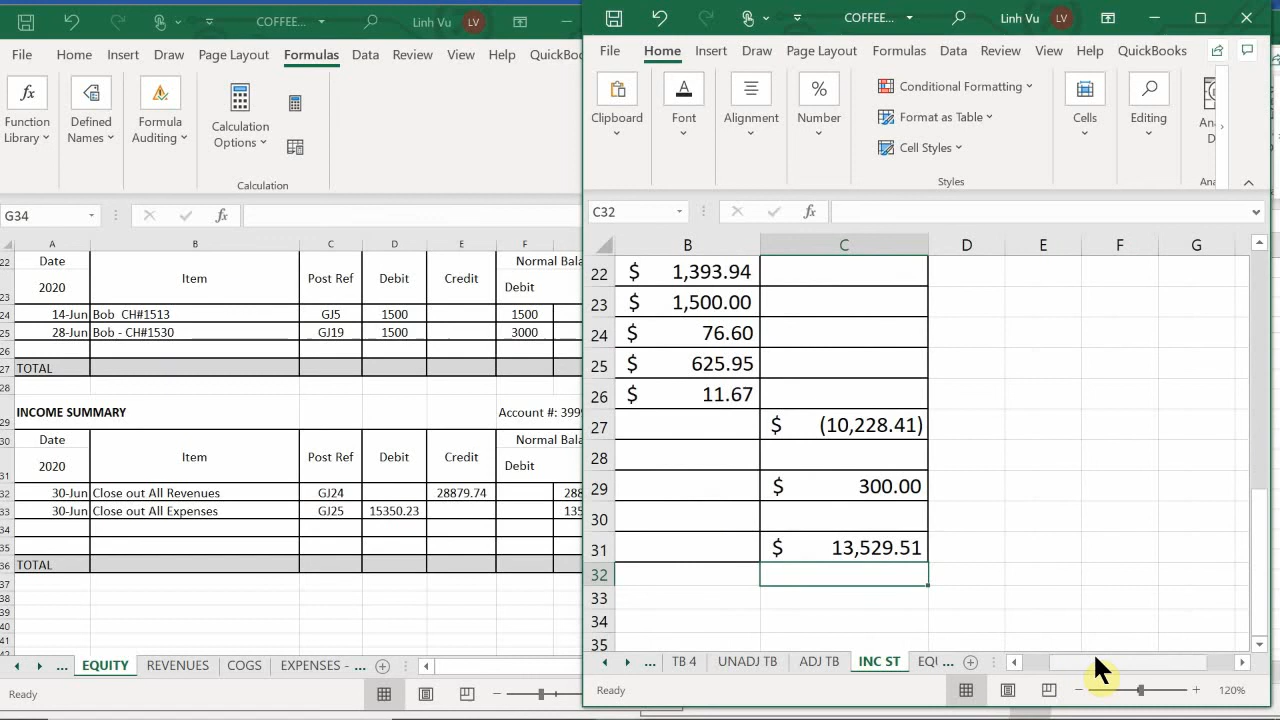 COFFEE...
Linh Vu
LV
File Home Insert Draw Page Layout Formulas Data Review View Help QuickBo
Function Library
Defined Names
Formula Auditing
Calculation Options
Calculation
G34
fx
A B C D E F
22 Date Item Post Ref Debit Credit Normal Bala
23 2020 Debit
24 14-Jun Bob CH#1513 GJ5 1500 1500
25 28-Jun Bob - CH#1530 GJ19 1500 3000
26
27 TOTAL
28
29 INCOME SUMMARY Account #: 3999
30 Date Item Post Ref Debit Credit Normal Bala
31 2020 Debit
32 30-Jun Close out All Revenues GJ24 28879.74 288
33 30-Jun Close out All Expenses GJ25 15350.23 135
34
35
36 TOTAL
37
38
39
40
41
... EQUITY REVENUES COGS EXPENSES - ...
Ready
COFFEE...
Linh Vu
LV
File Home Insert Draw Page Layout Formulas Data Review View Help QuickBooks
Clipboard
Font
Alignment
% Number
Conditional Formatting
Format as Table
Cell Styles
Styles
Cells
Editing
Ana
D
Ana
C32
fx
B C D E F G
22 $ 1,393.94
23 $ 1,500.00
24 $ 76.60
25 $ 625.95
26 $ 11.67
27 $ (10,228.41)
28
29 $ 300.00
30
31 $ 13,529.51
32
33
34
35
... TB 4 UNADJ TB ADJ TB INC ST EQU ...
Ready
120%